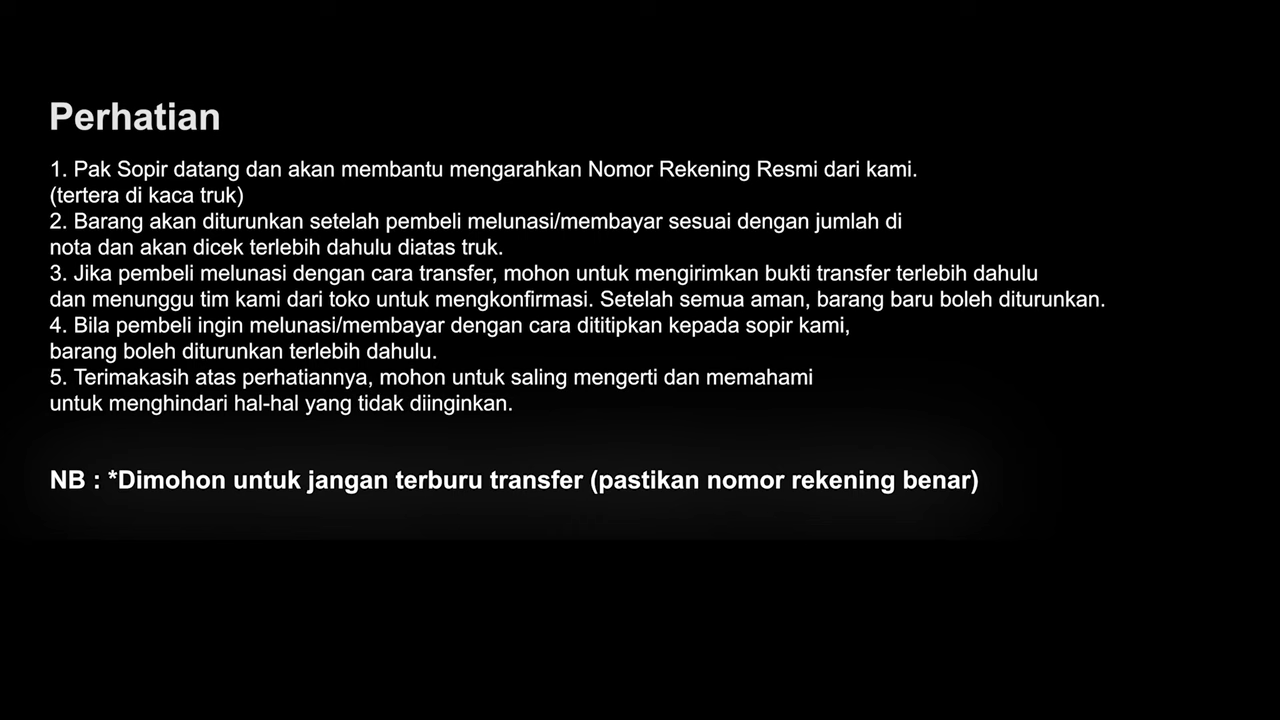 Perhatian
1. Pak Sopir datang dan akan membantu mengarahkan Nomor Rekening Resmi dari kami.
(tertera di kaca truk)
2. Barang akan diturunkan setelah pembeli melunasi/membayar sesuai dengan jumlah di
nota dan akan dicek terlebih dahulu diatas truk.
3. Jika pembeli melunasi dengan cara transfer, mohon untuk mengirimkan bukti transfer terlebih dahulu
dan menunggu tim kami dari toko untuk mengkonfirmasi. Setelah semua aman, barang baru boleh diturunkan.
4. Bila pembeli ingin melunasi/membayar dengan cara dititipkan kepada sopir kami,
barang boleh diturunkan terlebih dahulu.
5. Terimakasih atas perhatiannya, mohon untuk saling mengerti dan memahami
untuk menghindari hal-hal yang tidak diinginkan.
NB : *Dimohon untuk jangan terburu transfer (pastikan nomor rekening benar)